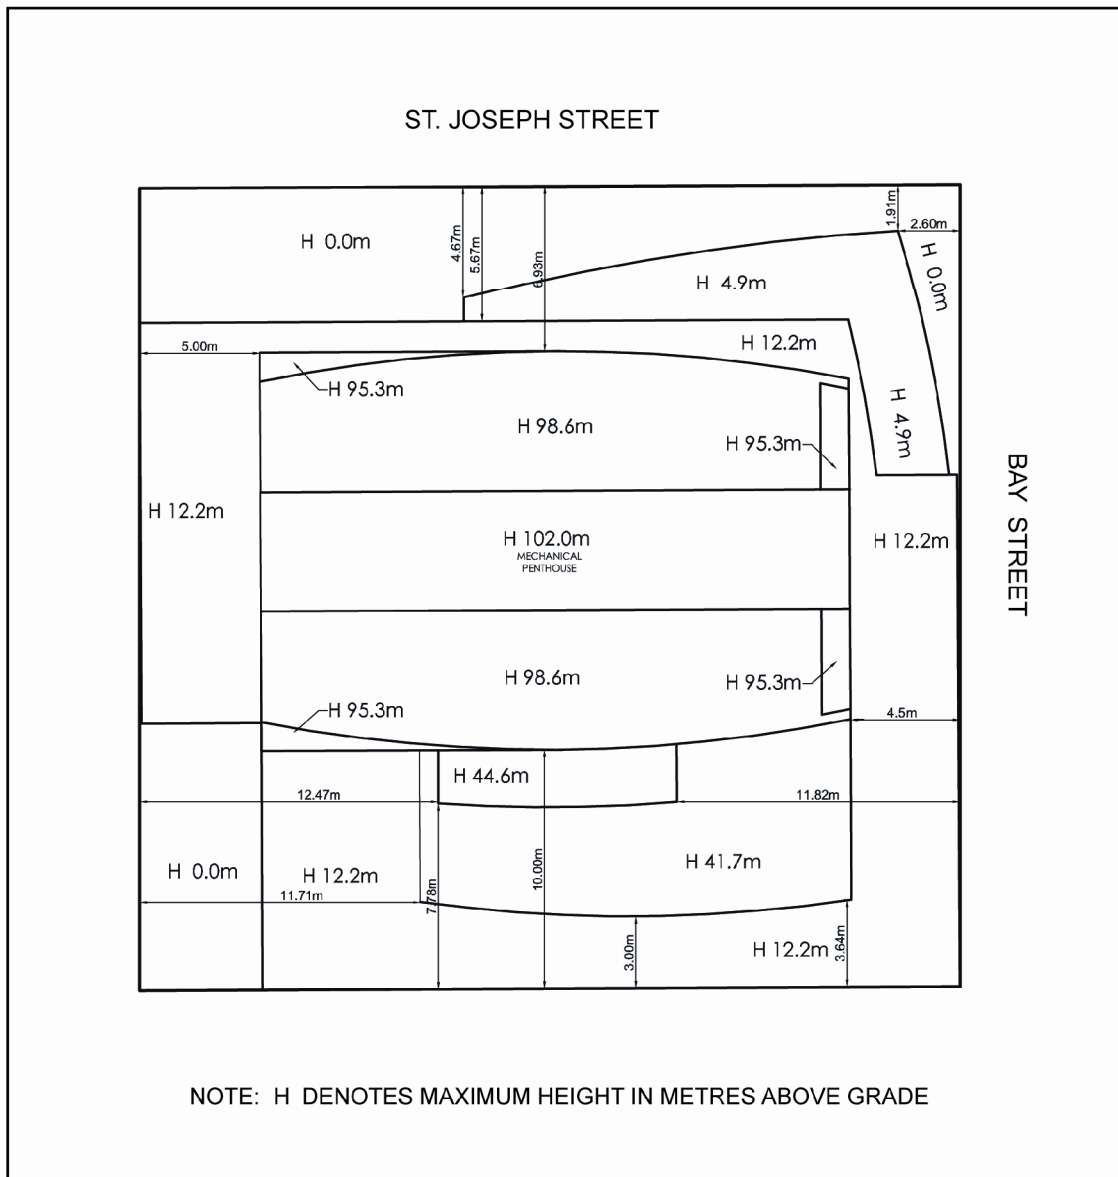 ST. JOSEPH STREET
H 0.0m
4.67m
5.67m
6.93m
1.91m
2.60m
H 0.0m
H 4.9m
H 12.2m
5.00m
H 95.3m
H 98.6m
H 4.9m
H 95.3m
H 12.2m
H 102.0m
MECHANICAL
PENTHOUSE
H 12.2m
BAY STREET
H 98.6m
H 95.3m
H 95.3m
4.5m
H 44.6m
12.47m
11.82m
H 0.0m
H 12.2m
11.71m
7.78m
10.00m
H 41.7m
3.00m
H 12.2m
3.64m
NOTE: H DENOTES MAXIMUM HEIGHT IN METRES ABOVE GRADE